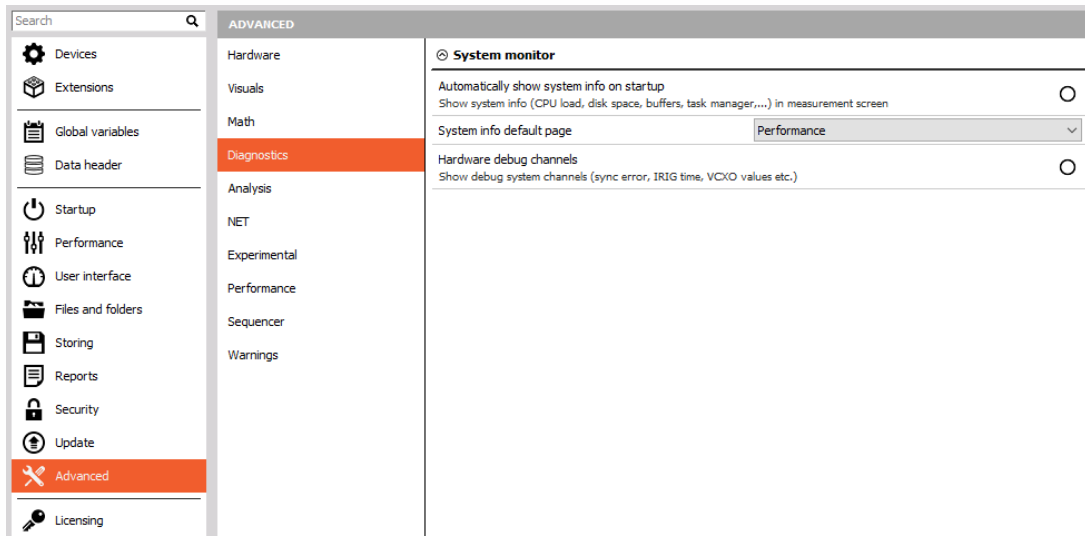 Search
Devices
Extensions
Global variables
Data header
Startup
Performance
User interface
Files and folders
Storing
Reports
Security
Update
Advanced
Licensing
ADVANCED
Hardware
Visuals
Math
Diagnostics
Analysis
NET
Experimental
Performance
Sequencer
Warnings
System monitor
Automatically show system info on startup
Show system info (CPU load, disk space, buffers, task manager,...) in measurement screen
System info default page Performance
Hardware debug channels
Show debug system channels (sync error, IRIG time, VCXO values etc.)